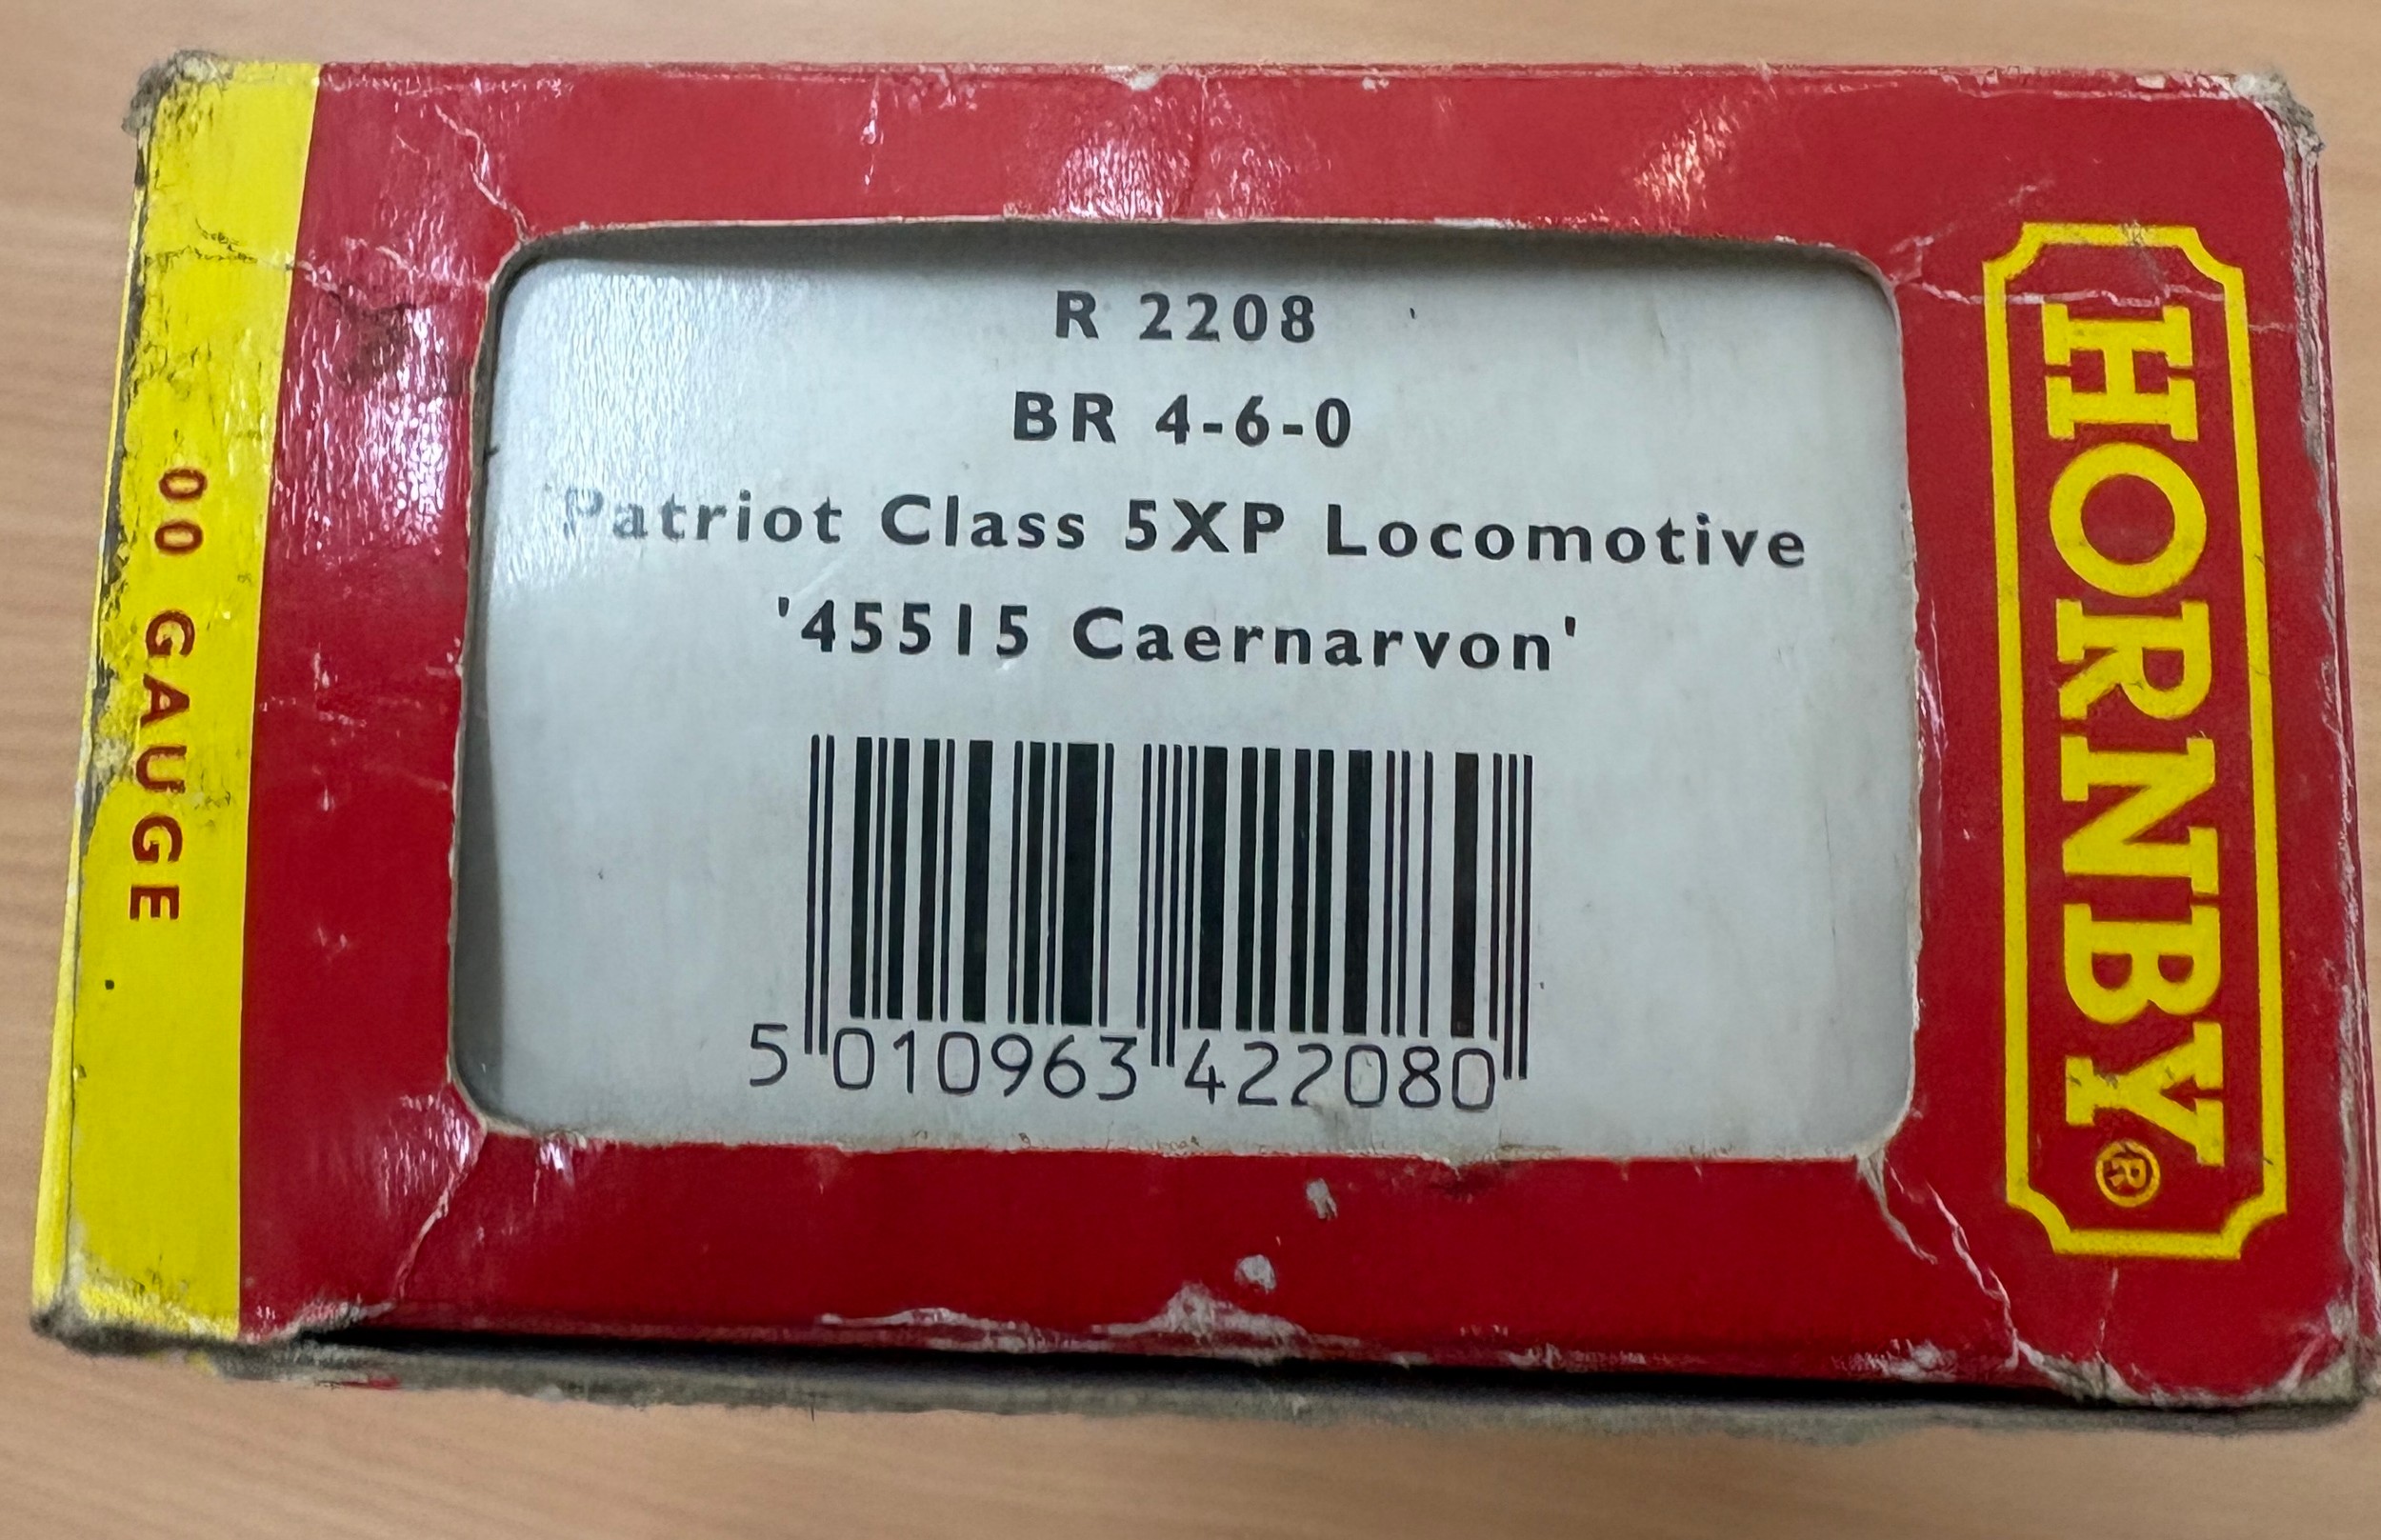 R 2208
BR 4-6-0
Patriot Class 5XP Locomotive
'45515 Caernarvon'
5 010963 422080
00 GAUGE
HORNBY®